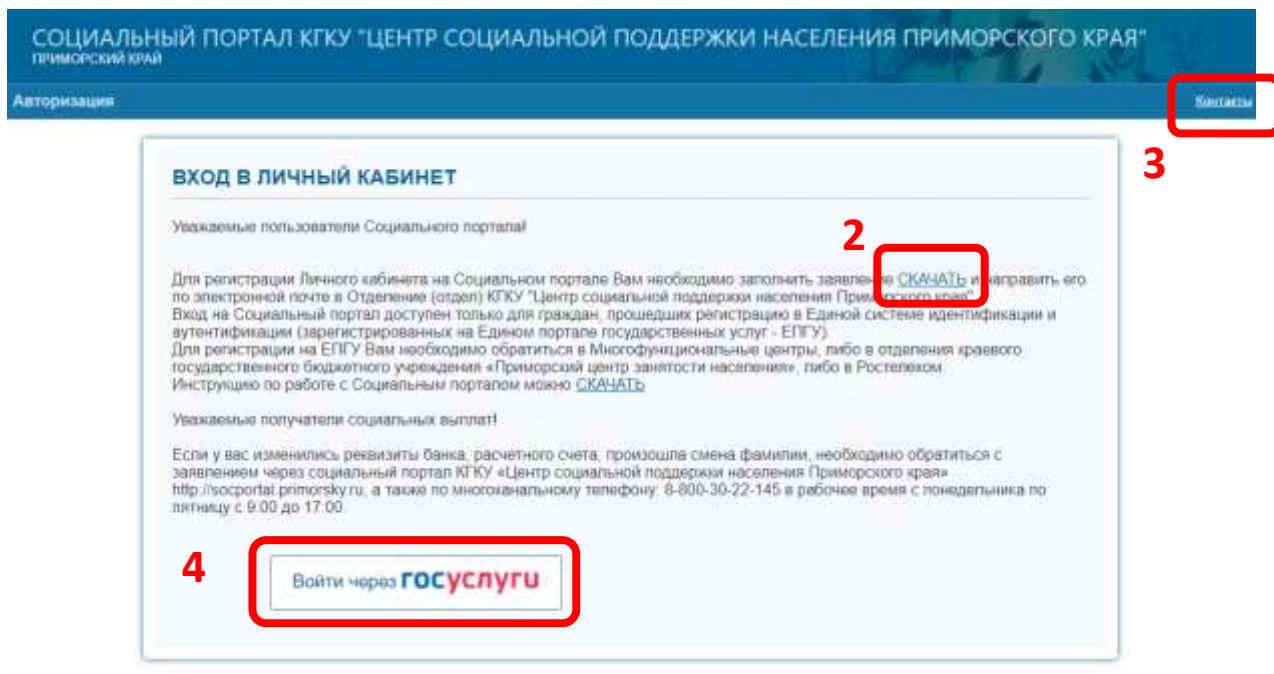 СОЦИАЛЬНЫЙ ПОРТАЛ КГКУ "ЦЕНТР СОЦИАЛЬНОЙ ПОДДЕРЖКИ НАСЕЛЕНИЯ ПРИМОРСКОГО КРАЯ"
ПРИМОРСКИЙ КРАЙ
Авторизация
Контакты
3
ВХОД В ЛИЧНЫЙ КАБИНЕТ
Уважаемые пользователи Социального портала!
2
Для регистрации Личного кабинета на Социальном портале Вам необходимо заполнить заявление СКАЧАТЬ и направить его
по электронной почте в Отделение (отдел) КГКУ "Центр социальной поддержки населения Приморского края"
Вход на Социальный портал доступен только для граждан, прошедших регистрацию в Единой системе идентификации и
аутентификации (зарегистрированных на Едином портале государственных услуг - ЕПГУ)
Для регистрации на ЕПГУ Вам необходимо обратиться в Многофункциональные центры, либо в отделения краевого
государственного бюджетного учреждения «Приморский центр занятости населения», либо в Ростелеком.
Инструкцию по работе с Социальным порталом можно СКАЧАТЬ
Уважаемые получатели социальных выплат!
Если у вас изменились реквизиты банка, расчетного счета, произошла смена фамилии, необходимо обратиться с
заявлением через социальный портал КГКУ «Центр социальной поддержки населения Приморского края»
http://socportal.primorsky.ru, а также по многоканальному телефону: 8-800-30-22-145 в рабочее время с понедельника по
пятницу с 9:00 до 17:00.
4
Войти через госуслуги